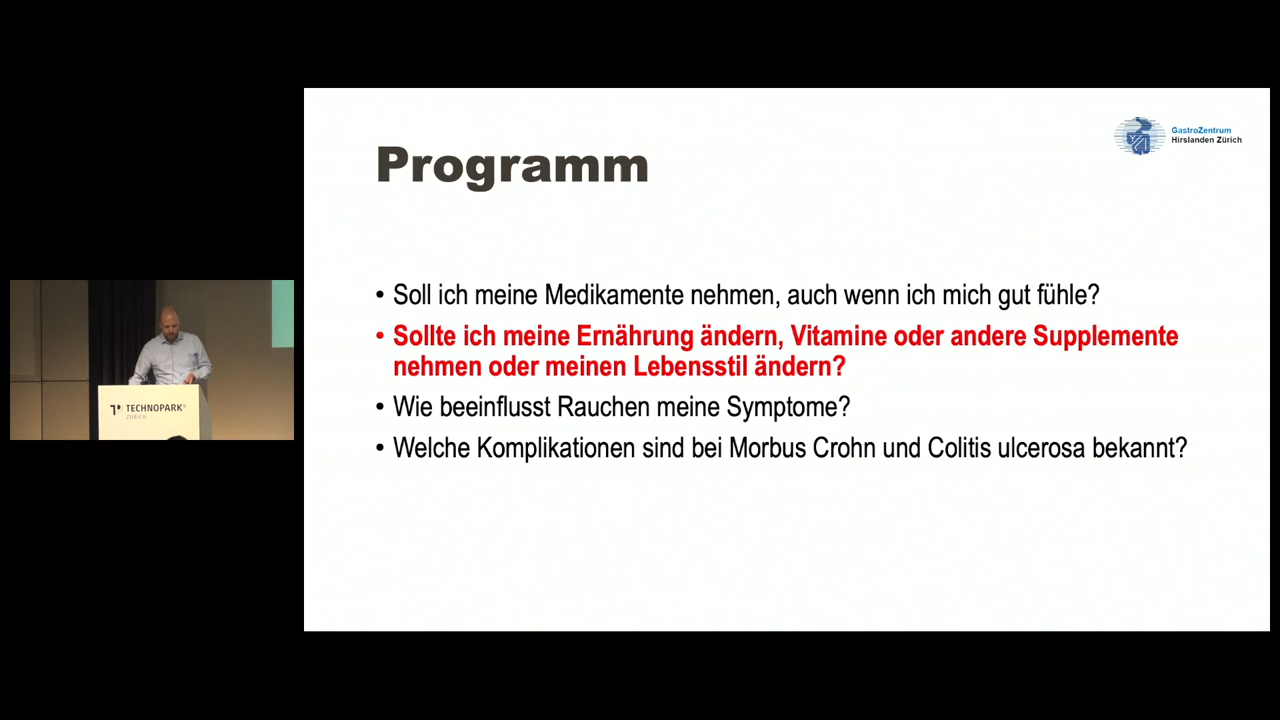 GastroZentrum
Hirslanden Zürich
Programm
• Soll ich meine Medikamente nehmen, auch wenn ich mich gut fühle?
• Sollte ich meine Ernährung ändern, Vitamine oder andere Supplemente
nehmen oder meinen Lebensstil ändern?
• Wie beeinflusst Rauchen meine Symptome?
• Welche Komplikationen sind bei Morbus Crohn und Colitis ulcerosa bekannt?
TECHNOPARK®
ZÜRICH